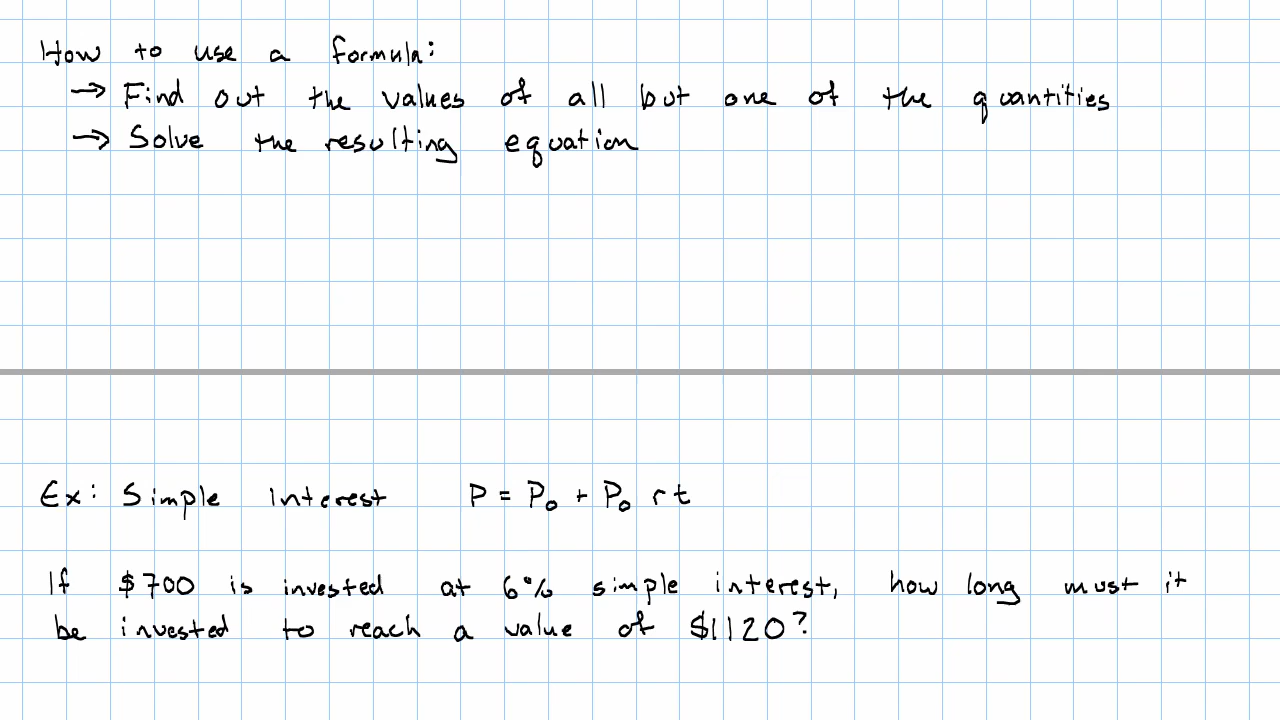 How to use a formula:
→ Find out the values of all but one of the quantities
→ Solve the resulting equation
Ex: Simple Interest P = P₀ + P₀ r t
If $700 is invested at 6% simple interest, how long must it
be invested to reach a value of $1120?